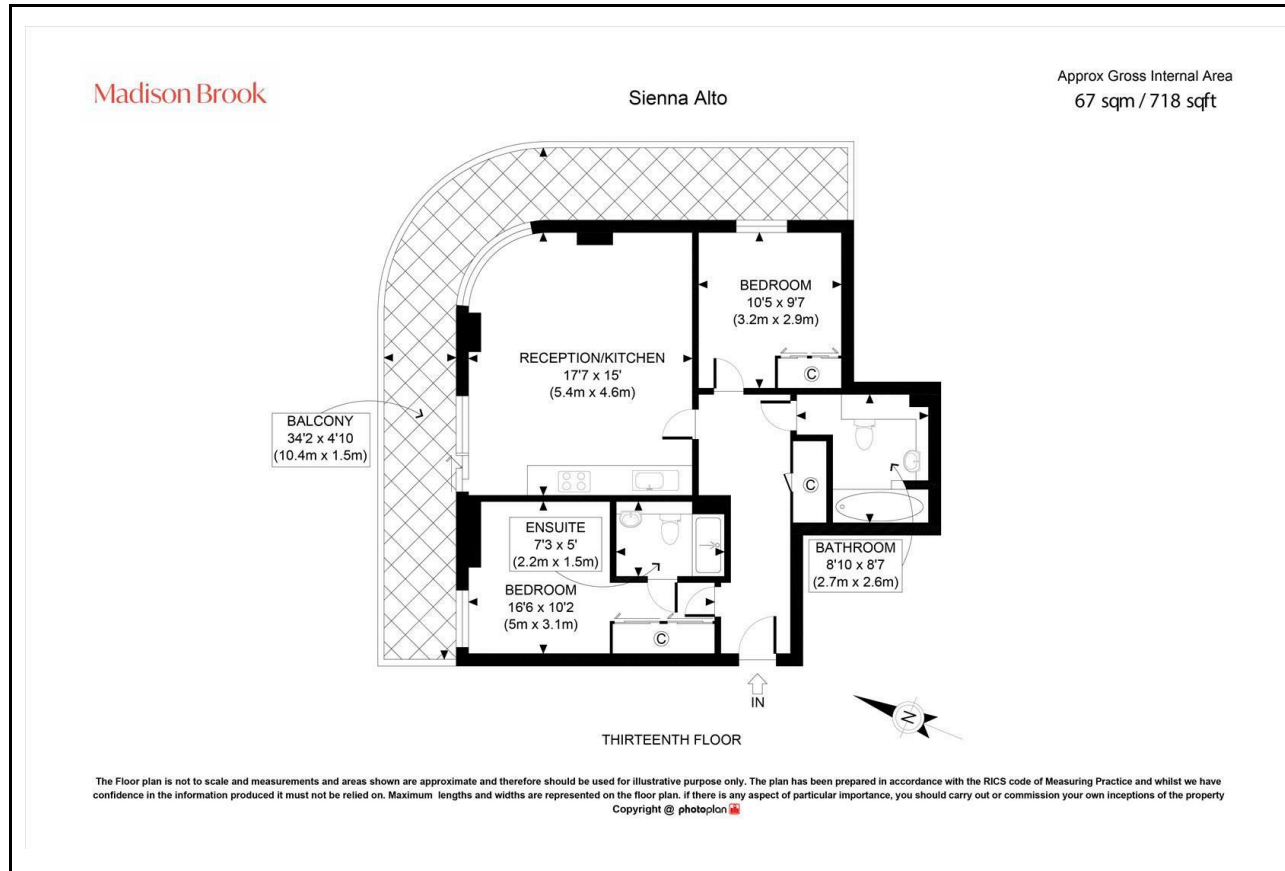 Madison Brook
Sienna Alto
Approx Gross Internal Area
67 sqm / 718 sqft
BEDROOM
10'5 x 9'7
(3.2m x 2.9m)
C
RECEPTION/KITCHEN
17'7 x 15'
(5.4m x 4.6m)
BALCONY
34'2 x 4'10
(10.4m x 1.5m)
C
ENSUITE
7'3 x 5'
(2.2m x 1.5m)
BATHROOM
8'10 x 8'7
(2.7m x 2.6m)
BEDROOM
16'6 x 10'2
(5m x 3.1m)
C
IN
N
THIRTEENTH FLOOR
The Floor plan is not to scale and measurements and areas shown are approximate and therefore should be used for illustrative purpose only. The plan has been prepared in accordance with the RICS code of Measuring Practice and whilst we have
confidence in the information produced it must not be relied on. Maximum lengths and widths are represented on the floor plan. if there is any aspect of particular importance, you should carry out or commission your own inceptions of the property
Copyright @ photoplan